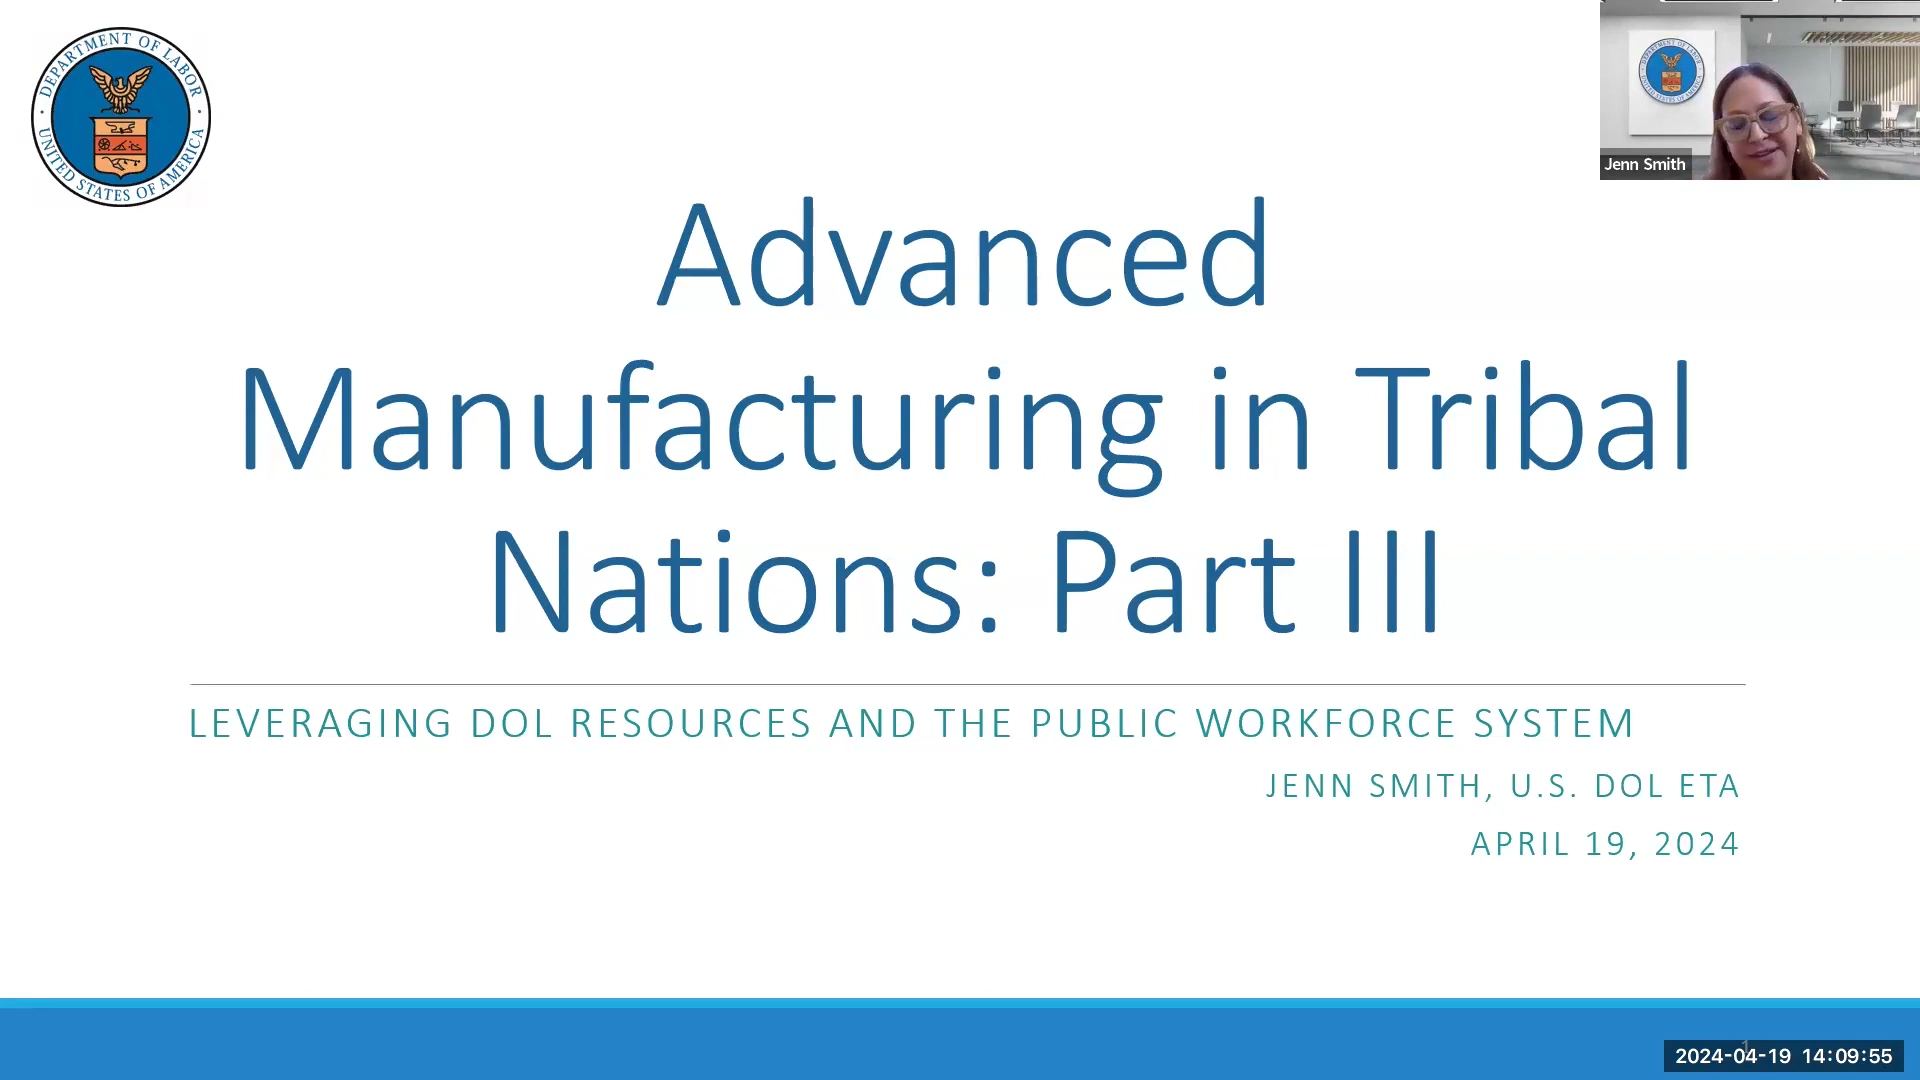 DEPARTMENT OF LABOR
UNITED STATES OF AMERICA
Jenn Smith
Advanced
Manufacturing in Tribal
Nations: Part III
LEVERAGING DOL RESOURCES AND THE PUBLIC WORKFORCE SYSTEM
JENN SMITH, U.S. DOL ETA
APRIL 19, 2024
1
2024-04-19 14:09:55